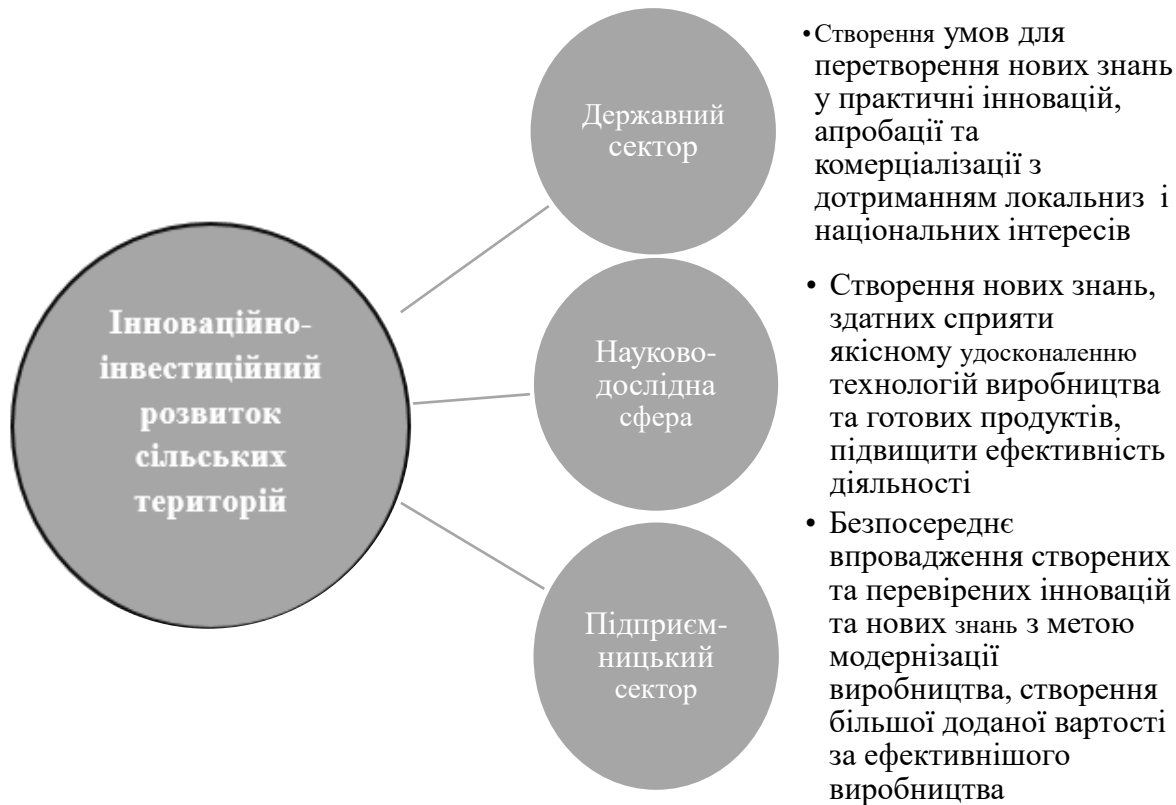 Інноваційно-
інвестиційний
розвиток
сільських
територій
Державний
сектор
•Створення умов для
перетворення нових знань
у практичні інновацій,
апробації та
комерціалізації з
дотриманням локальниз і
національних інтересів
Науково-
дослідна
сфера
• Створення нових знань,
здатних сприяти
якісному удосконаленню
технологій виробництва
та готових продуктів,
підвищити ефективність
діяльності
Підприєм-
ницький
сектор
• Безпосереднє
впровадження створених
та перевірених інновацій
та нових знань з метою
модернізації
виробництва, створення
більшої доданої вартості
за ефективнішого
виробництва